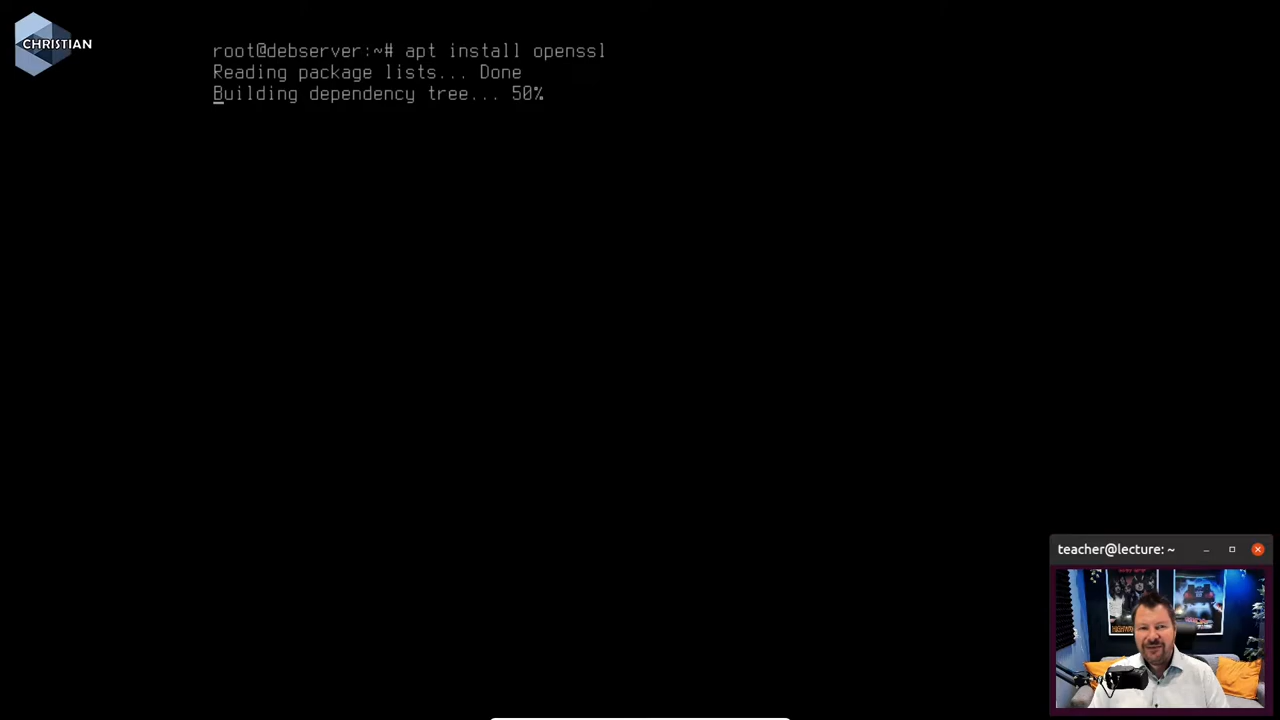 CHRISTIAN
root@debserver:~# apt install openssl
Reading package lists... Done
Building dependency tree... 50%
teacher@lecture: ~